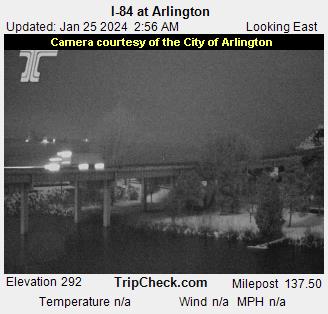 I-84 at Arlington
Updated: Jan 25 2024 2:56 AM Looking East
Camera courtesy of the City of Arlington
Elevation 292 TripCheck.com Milepost 137.50
Temperature n/a Wind n/a MPH n/a